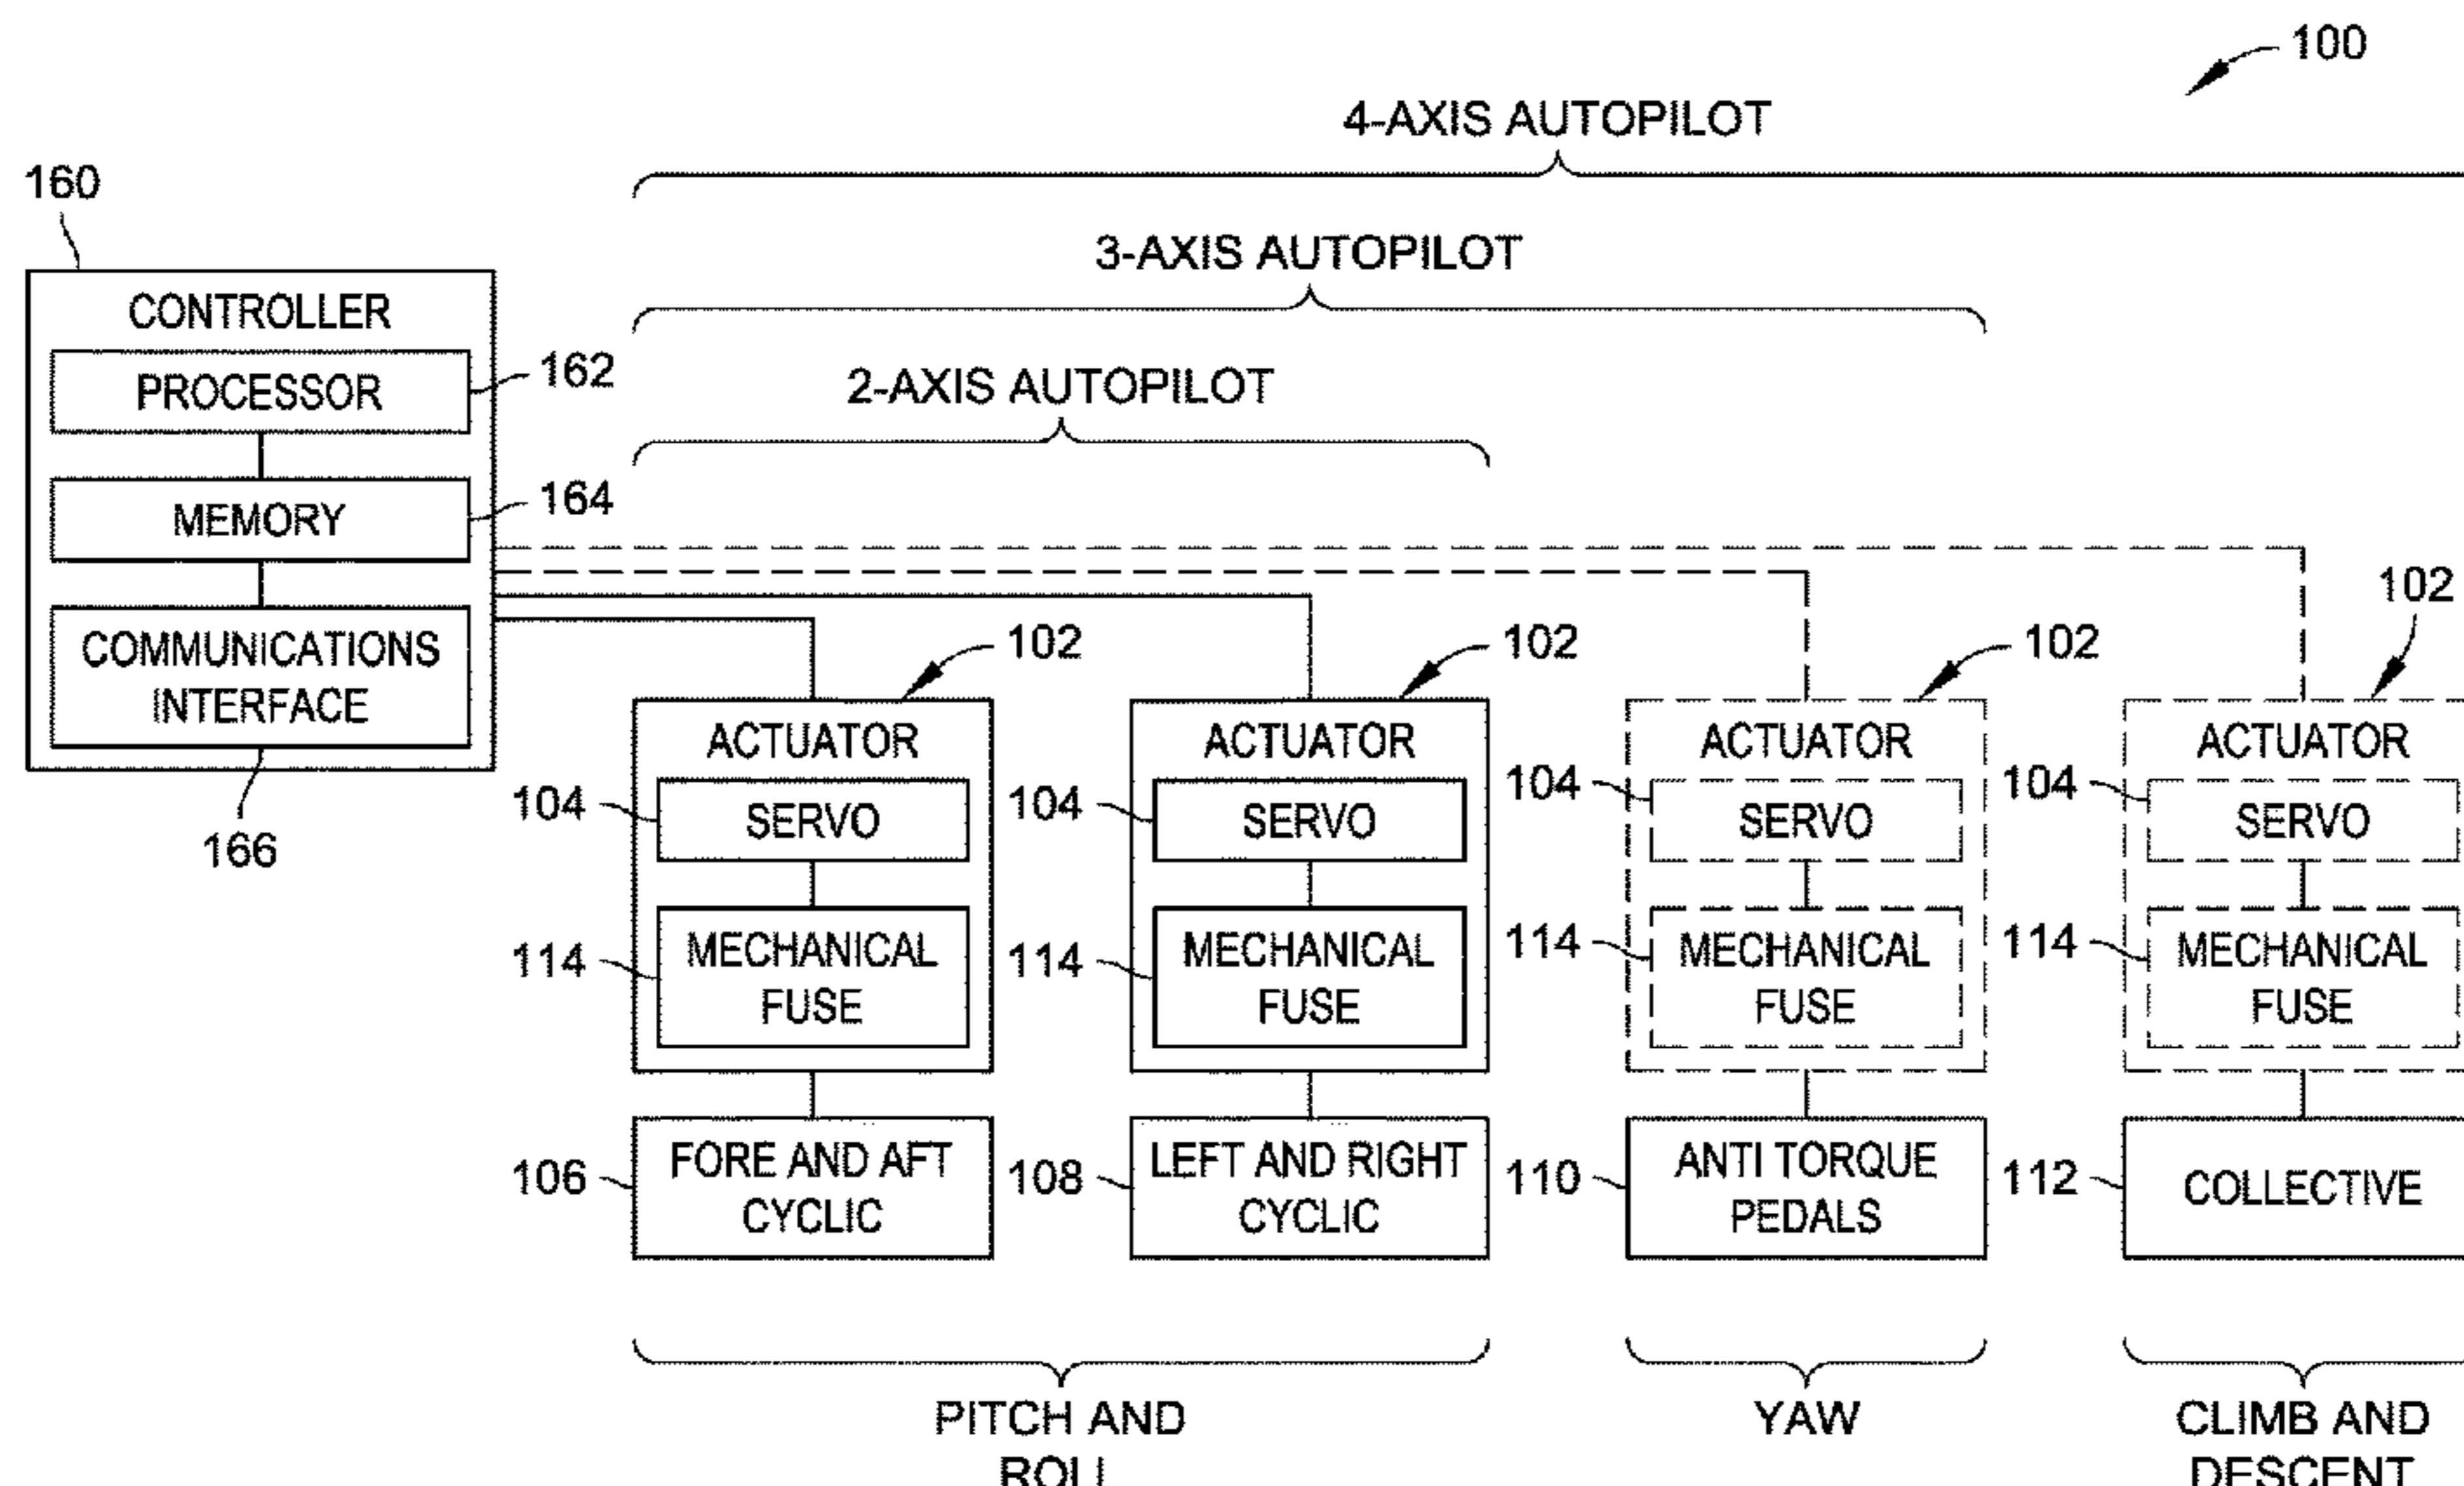 100
4-AXIS AUTOPILOT
160
3-AXIS AUTOPILOT
CONTROLLER
PROCESSOR
162
2-AXIS AUTOPILOT
MEMORY
164
COMMUNICATIONS
INTERFACE
166
102
102
102
102
ACTUATOR
ACTUATOR
ACTUATOR
ACTUATOR
104
SERVO
104
SERVO
104
SERVO
104
SERVO
114
MECHANICAL
FUSE
114
MECHANICAL
FUSE
114
MECHANICAL
FUSE
114
MECHANICAL
FUSE
106
FORE AND AFT
CYCLIC
108
LEFT AND RIGHT
CYCLIC
110
ANTI TORQUE
PEDALS
112
COLLECTIVE
PITCH AND
ROLL
YAW
CLIMB AND
DESCENT